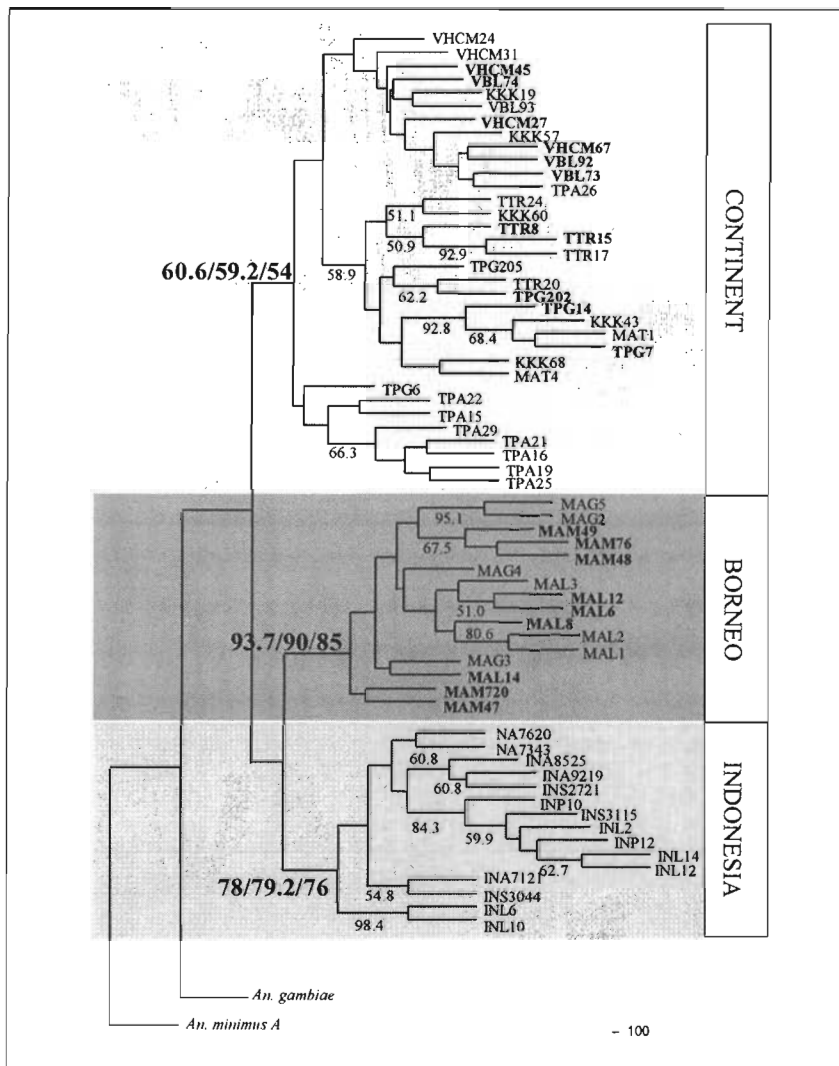 VHCM24
VHCM31
VHCM45
VBL74
KKK19
VBL93
VHCM27
KKK57
VHCM67
VBL92
VBL73
TPA26
TTR24
51.1
KKK60
TTR8
50.9
TTR15
92.9
TTR17
60.6/59.2/54
58.9
TPG205
TTR20
62.2
TPG202
TPG14
92.8
KKK43
68.4
MAT1
TPG7
KKK68
MAT4
TPG6
TPA22
TPA15
TPA29
66.3
TPA21
TPA16
TPA19
TPA25
CONTINENT
MAG5
95.1
MAG2
MAM49
67.5
MAM76
MAM48
MAG4
MAL3
MAL12
51.0
MAL6
MAL8
80.6
MAL2
MAL1
93.7/90/85
MAG3
MAL14
MAM720
MAM47
BORNEO
NA7620
NA7343
60.8
INA8525
INA9219
60.8
INS2721
INP10
84.3
INS3115
59.9
INL2
INP12
INL14
62.7
INL12
78/79.2/76
INA7121
54.8
INS3044
INL6
98.4
INL10
INDONESIA
An. gambiae
An. minimus A
– 100